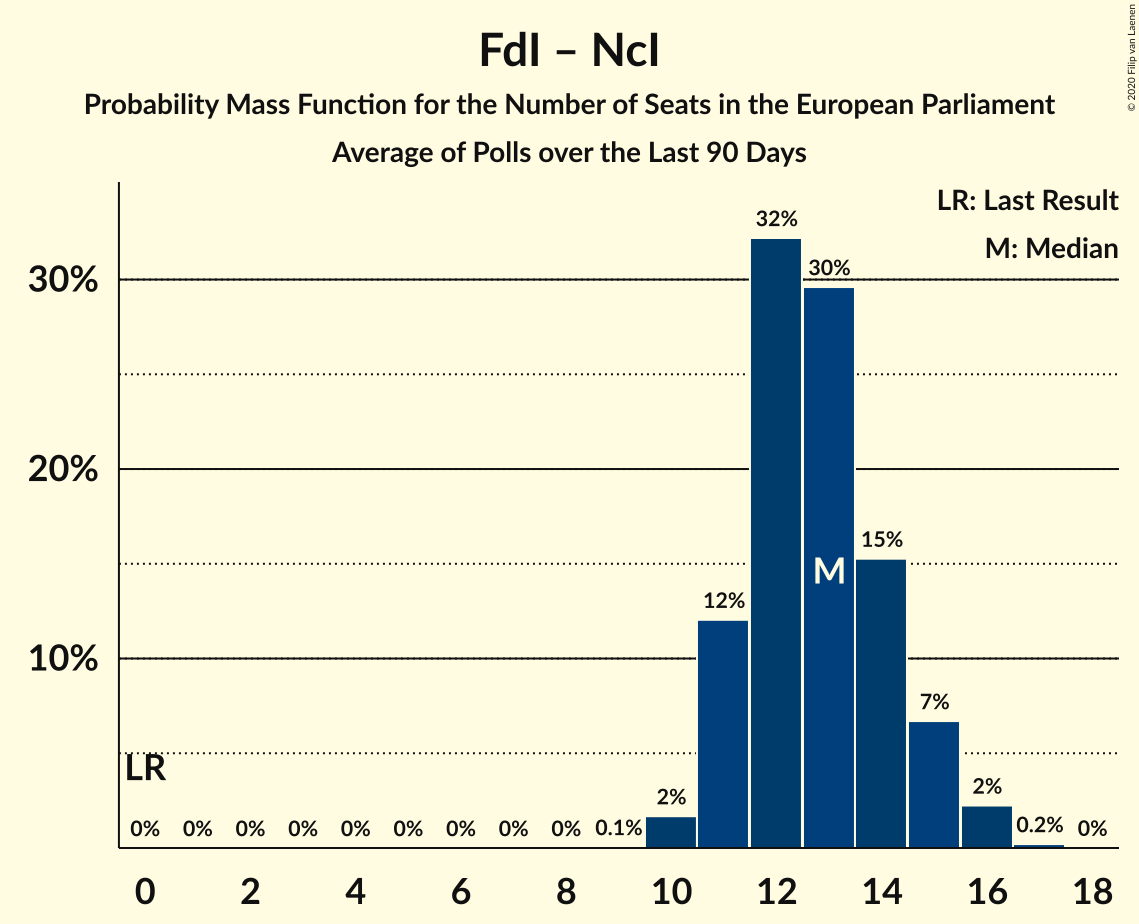 FdI – NcI
Probability Mass Function for the Number of Seats in the European Parliament
Average of Polls over the Last 90 Days
© 2020 Filip van Laenen
LR: Last Result
M: Median
30%
20%
10%
32%
30%
15%
12%
7%
2%
2%
0.1%
0.2%
0%
0% 0% 0% 0% 0% 0% 0% 0% 0%
LR
M
0 2 4 6 8 10 12 14 16 18